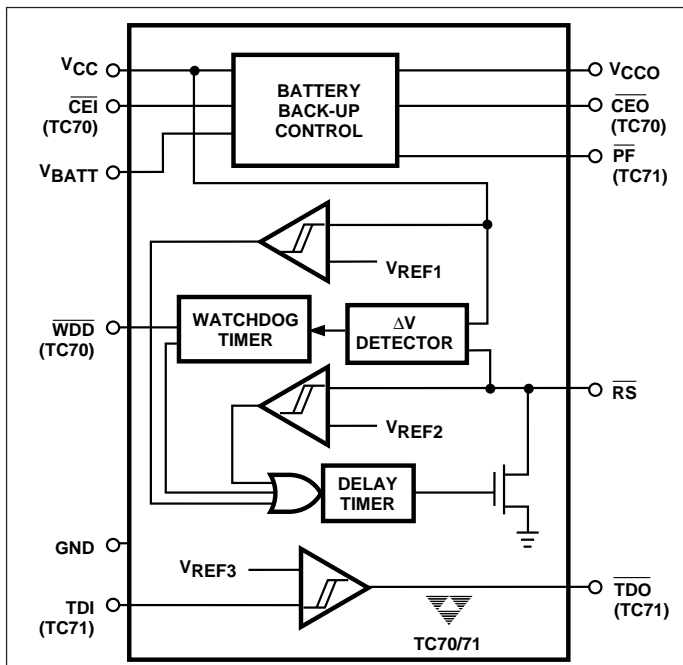 VCC
CEI
(TC70)
VBATT
BATTERY
BACK-UP
CONTROL
VCCO
CEO
(TC70)
PF
(TC71)
VREF1
WDD
(TC70)
WATCHDOG
TIMER
ΔV
DETECTOR
RS
VREF2
DELAY
TIMER
GND
VREF3
TDI
(TC71)
TDO
(TC71)
TC70/71